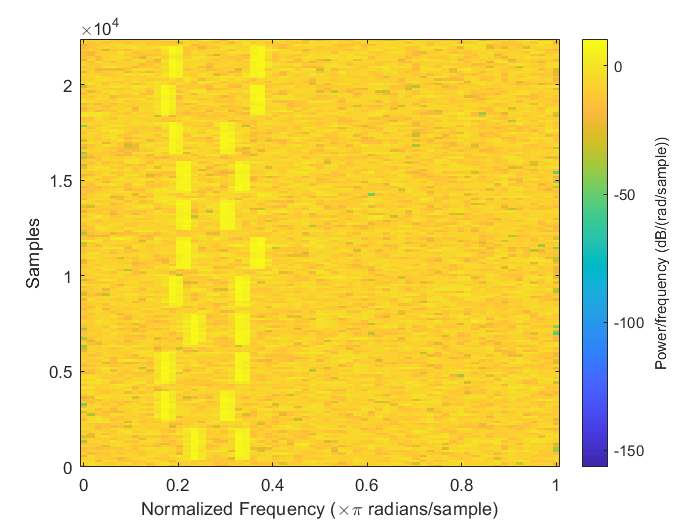 ×10⁴
2
1.5
1
0.5
0
0 0.2 0.4 0.6 0.8 1
Samples
Normalized Frequency (×π radians/sample)
0
-50
-100
-150
Power/frequency (dB/(rad/sample))